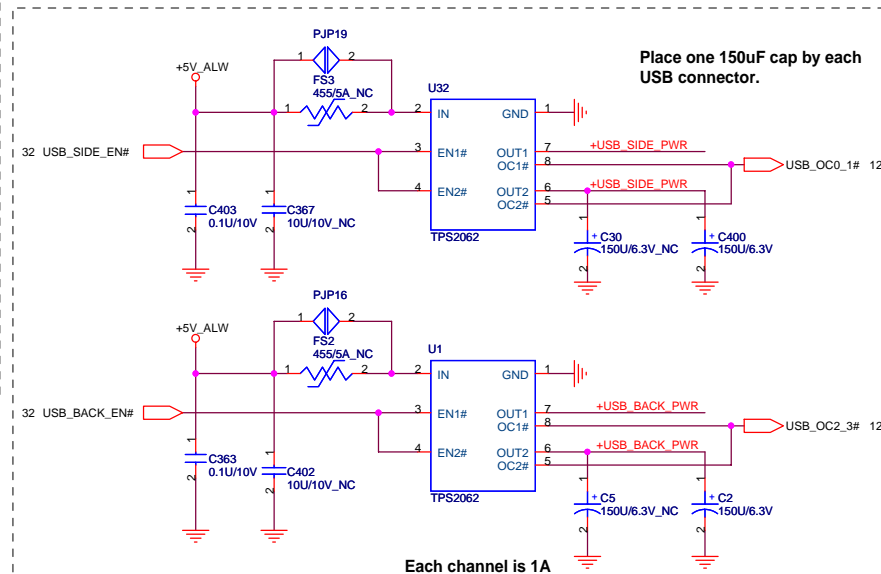 PJP19
1 2
+5V_ALW
FS3
455/5A_NC
1 2
Place one 150uF cap by each
USB connector.
U32
2 IN GND 1
32 USB_SIDE_EN#
3 EN1# OUT1 7 +USB_SIDE_PWR
OC1# 8
USB_OC0_1# 12
4 EN2# OUT2 6 +USB_SIDE_PWR
OC2# 5
TPS2062
1 2 C403
0.1U/10V
1 2 C367
10U/10V_NC
1 2 + C30
150U/6.3V_NC
1 2 + C400
150U/6.3V
PJP16
1 2
+5V_ALW
FS2
455/5A_NC
1 2
U1
2 IN GND 1
32 USB_BACK_EN#
3 EN1# OUT1 7 +USB_BACK_PWR
OC1# 8
USB_OC2_3# 12
4 EN2# OUT2 6 +USB_BACK_PWR
OC2# 5
TPS2062
1 2 C363
0.1U/10V
1 2 C402
10U/10V_NC
1 2 + C5
150U/6.3V_NC
1 2 + C2
150U/6.3V
Each channel is 1A